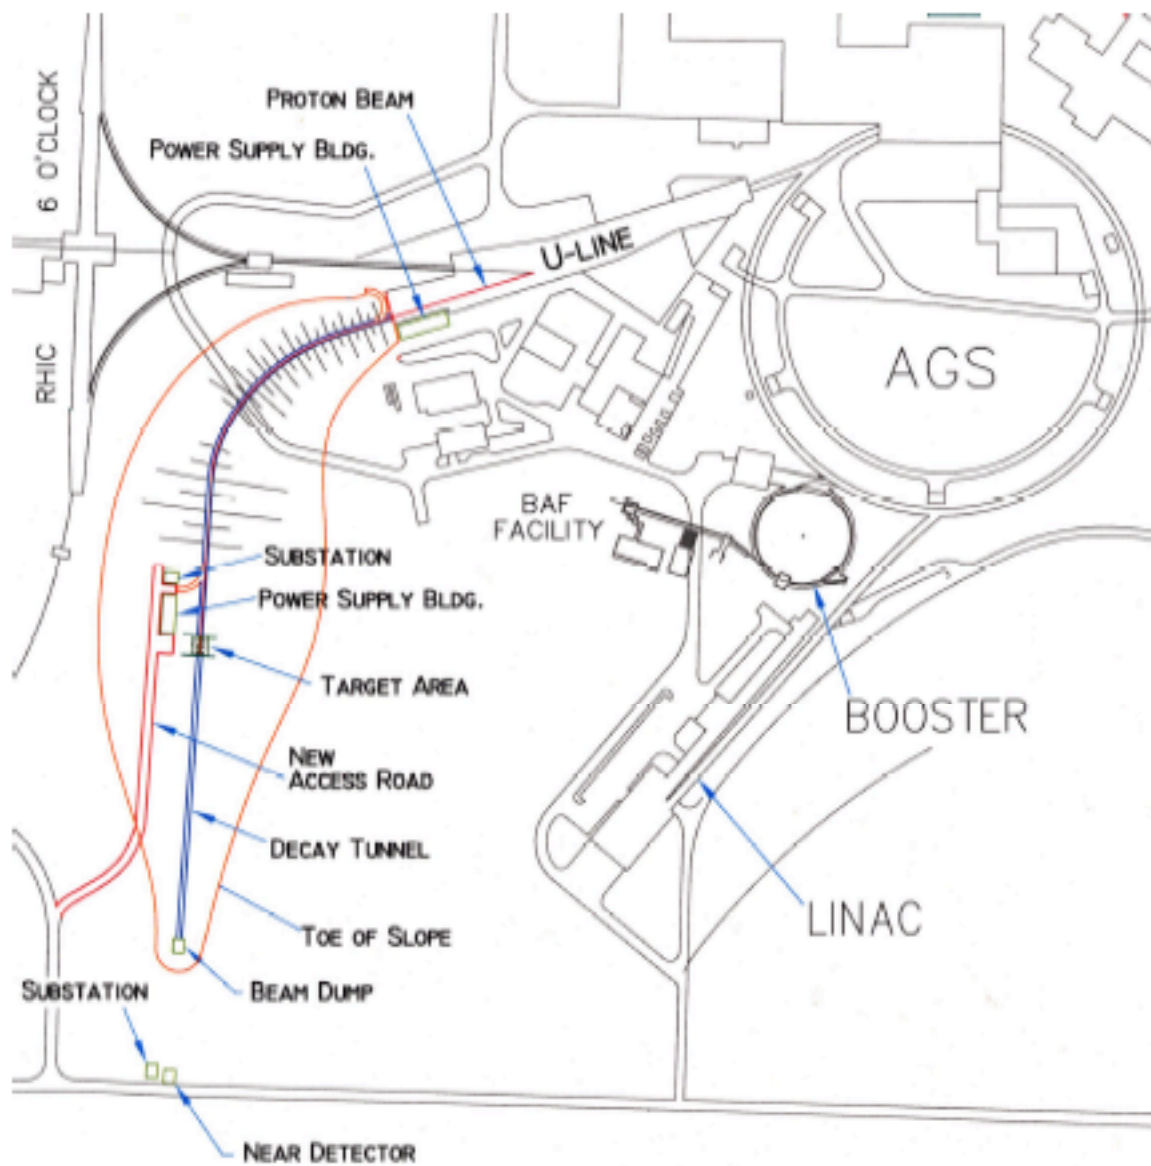 PROTON BEAM
POWER SUPPLY BLDG.
6 O'CLOCK
U-LINE
RHIC
AGS
BAF
FACILITY
SUBSTATION
POWER SUPPLY BLDG.
TARGET AREA
BOOSTER
NEW
ACCESS ROAD
DECAY TUNNEL
LINAC
TOE OF SLOPE
BEAM DUMP
SUBSTATION
NEAR DETECTOR